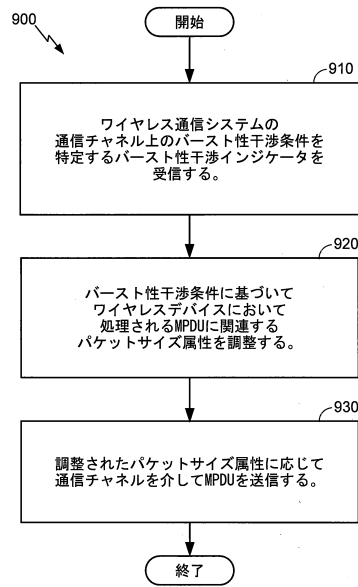 900
開始
910
ワイヤレス通信システムの
通信チャネル上のバースト性干渉条件を
特定するバースト性干渉インジケータを
受信する。
920
バースト性干渉条件に基づいて
ワイヤレスデバイスにおいて
処理されるMPDUに関連する
パケットサイズ属性を調整する。
930
調整されたパケットサイズ属性に応じて
通信チャネルを介してMPDUを送信する。
終了